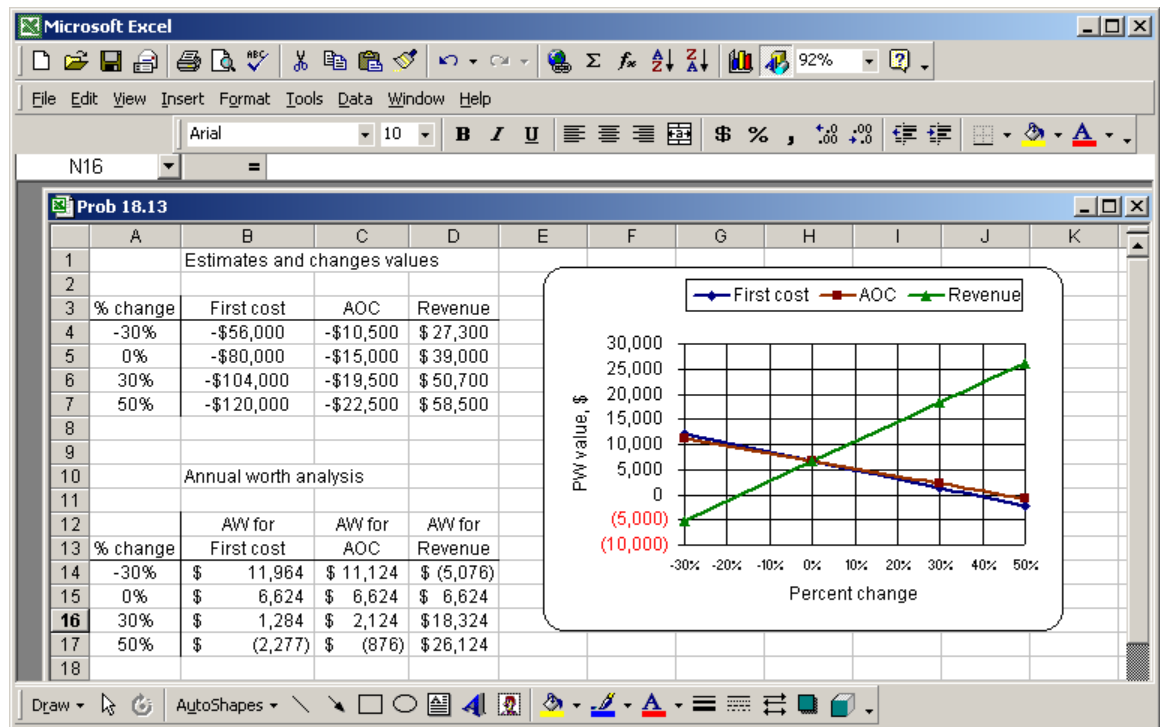 Microsoft Excel
ABC
Σ fx A Z Z A 92% ?
File Edit View Insert Format Tools Data Window Help
Arial 10 B I U $ % , .00 .00 A
N16 =
Prob 18.13
A B C D E F G H I J K
1 Estimates and changes values
2
3 % change First cost AOC Revenue
4 -30% -$56,000 -$10,500 $ 27,300
5 0% -$80,000 -$15,000 $ 39,000
6 30% -$104,000 -$19,500 $ 50,700
7 50% -$120,000 -$22,500 $ 58,500
8
9
10 Annual worth analysis
11
12 AW for AW for AW for
13 % change First cost AOC Revenue
14 -30% $ 11,964 $ 11,124 $ (5,076)
15 0% $ 6,624 $ 6,624 $ 6,624
16 30% $ 1,284 $ 2,124 $18,324
17 50% $ (2,277) $ (876) $26,124
18
First cost AOC Revenue
PW value, $
30,000
25,000
20,000
15,000
10,000
5,000
0
(5,000)
(10,000)
-30% -20% -10% 0% 10% 20% 30% 40% 50%
Percent change
Draw AutoShapes A A